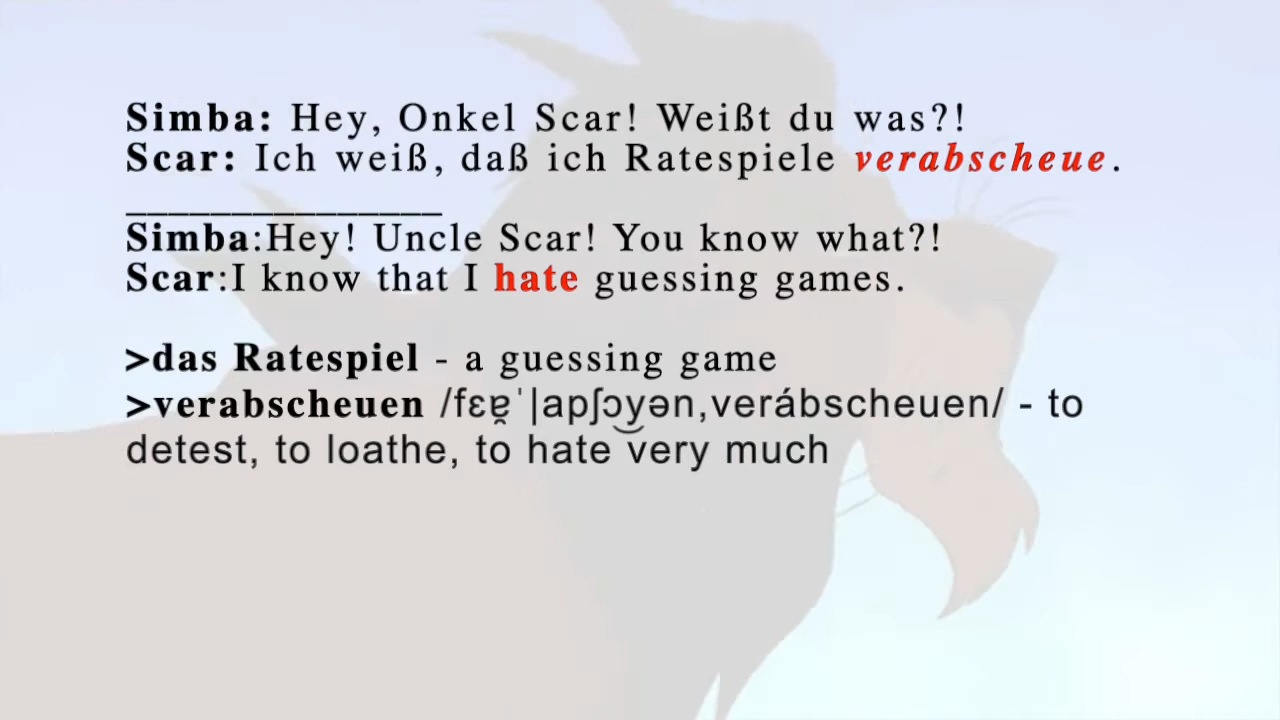 Simba: Hey, Onkel Scar! Weißt du was?!
Scar: Ich weiß, daß ich Ratespiele verabscheue.
_______________
Simba:Hey! Uncle Scar! You know what?!
Scar:I know that I hate guessing games.
>das Ratespiel - a guessing game
>verabscheuen /fɛɐ̯ˈ|apʃɔy͜ən,verábscheuen/ - to
detest, to loathe, to hate very much